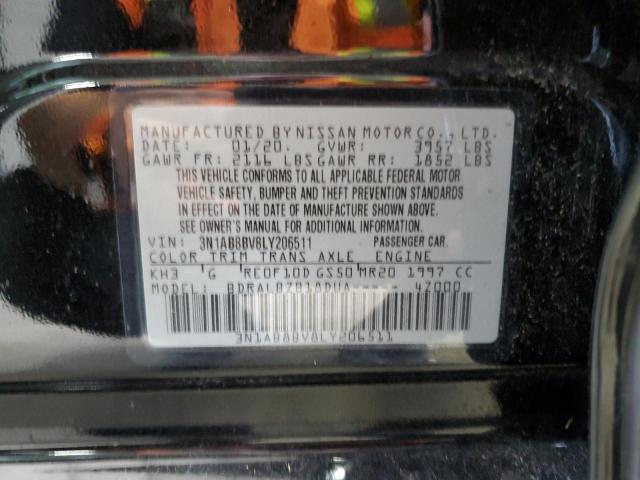 MANUFACTURED BY NISSAN MOTOR CO., LTD.
DATE: 01/20. GVWR: 3957 LBS
GAWR FR: 2116 LBS GAWR RR: 1852 LBS
THIS VEHICLE CONFORMS TO ALL APPLICABLE FEDERAL MOTOR
VEHICLE SAFETY, BUMPER AND THEFT PREVENTION STANDARDS
IN EFFECT ON THE DATE OF MANUFACTURE SHOWN ABOVE.
SEE OWNER'S MANUAL FOR ADDITIONAL INFORMATION.
VIN: 3N1AB8BV8LY206511 PASSENGER CAR.
COLOR TRIM TRANS AXLE ENGINE
KH3 G RE0F10D GS50 MR20 1997 CC
MODEL: 4Z000
3N1AB8BV8LY206511